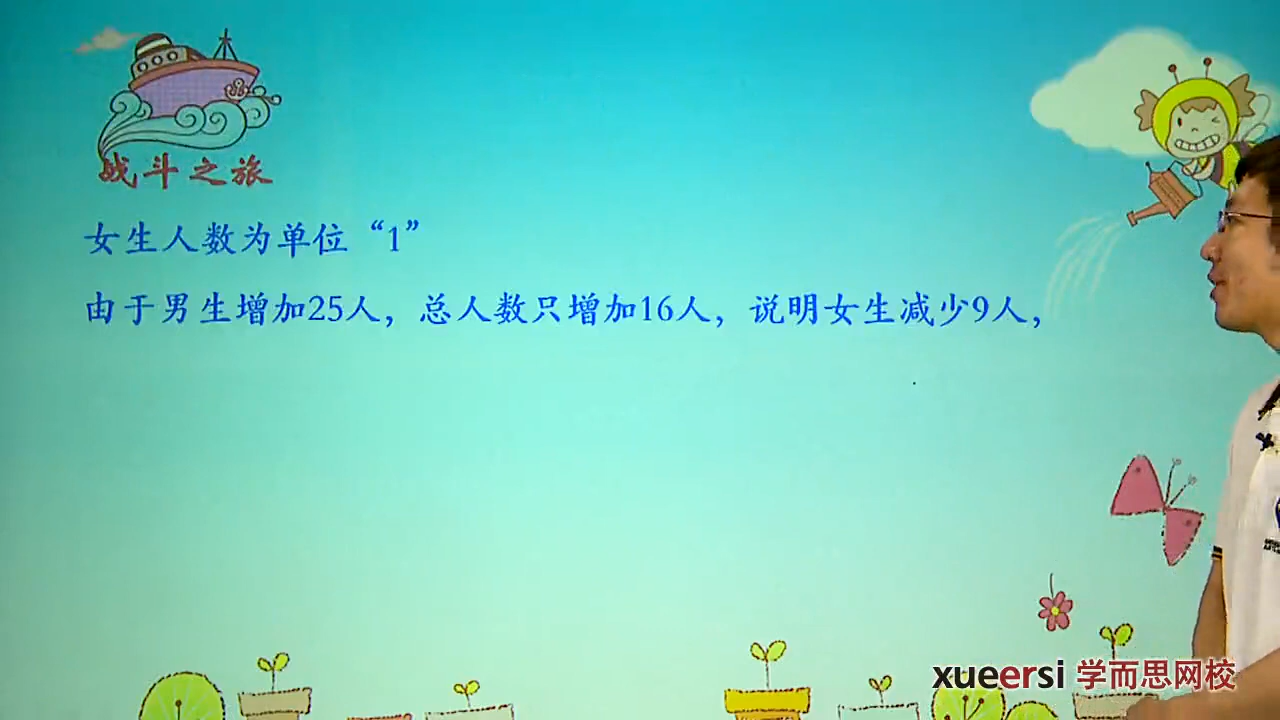 战斗之旅
女生人数为单位“1”
由于男生增加25人，总人数只增加16人，说明女生减少9人，
xueersi 学而思网校